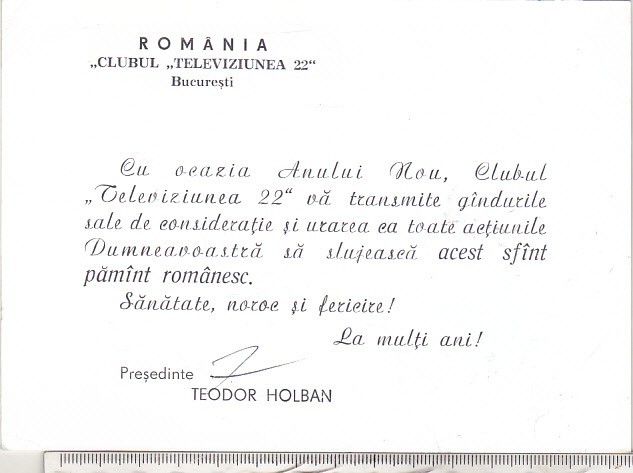 ROMÂNIA
„CLUBUL „TELEVIZIUNEA 22“
București
Cu ocazia Anului Nou, Clubul
„Televiziunea 22“ vă transmite gîndurile
sale de considerație și urarea ca toate acțiunile
Dumneavoastră să slujească acest sfînt
pămînt românesc.
Sănătate, noroc și fericire!
La mulți ani!
Președinte
TEODOR HOLBAN